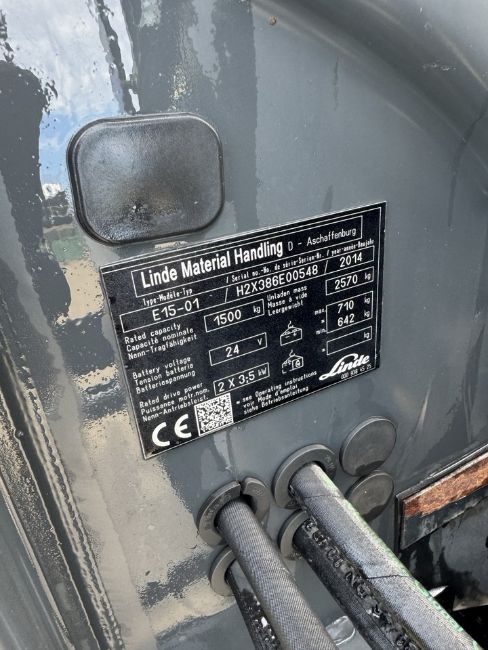 Linde Material Handling D - Aschaffenburg
Type-Modèle-Typ / Serial no.-No. de série-Serien-Nr. / year-année-Baujahr
E15-01 H2X386E00548 2014
Rated capacity
Capacité nominale
Nenn-Tragfähigkeit
1500 kg
Unladen mass
Masse à vide
Leergewicht
2570 kg
Battery voltage
Tension batterie
Batteriespannung
24 V
max. 710 kg
min. 642 kg
Rated drive power
Puissance motr.nom.
Nenn-Antriebsleist.
2 X 3,5 kW
kg
CE
= see Operating instructions
voir Mode d'emploi
siehe Betriebsanleitung
Linde